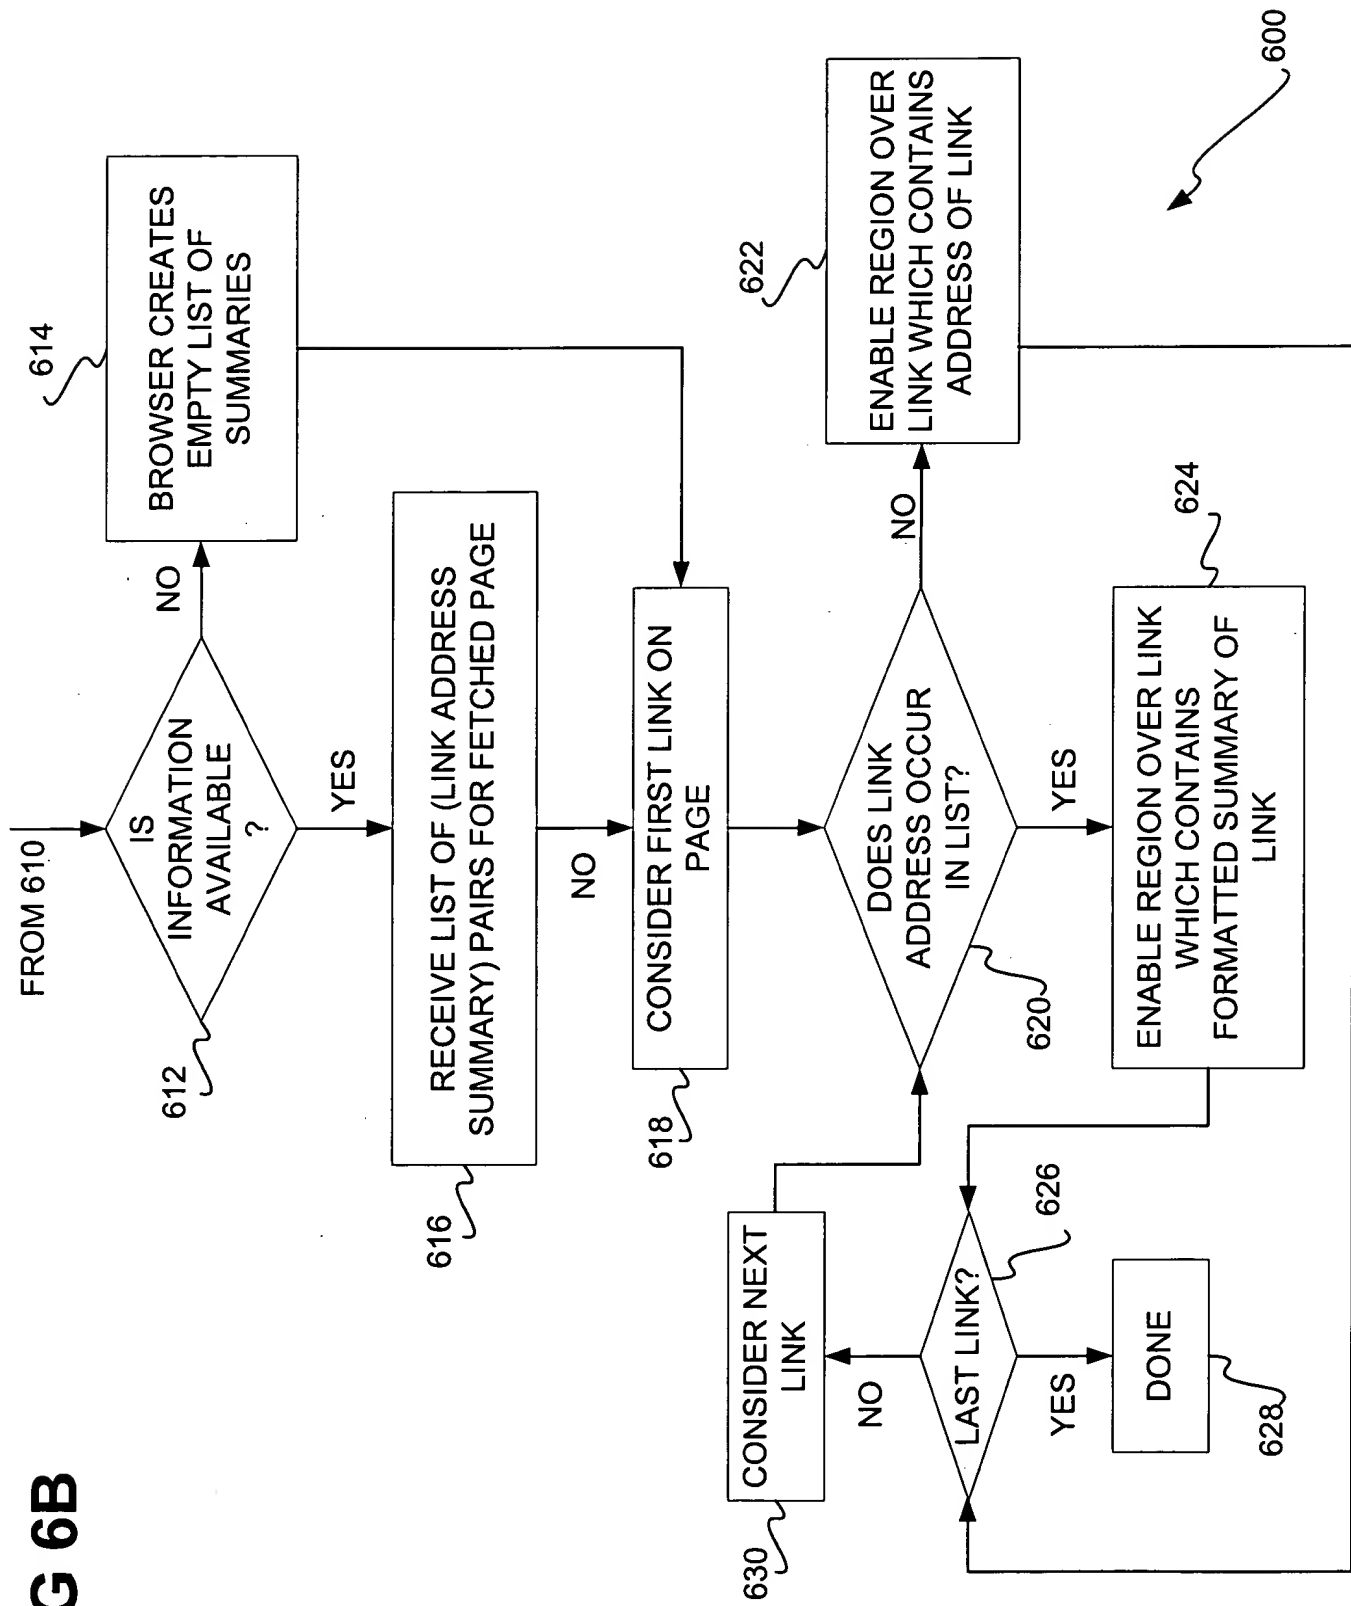 G 6B
FROM 610
IS
INFORMATION
AVAILABLE
?
612
NO
BROWSER CREATES
EMPTY LIST OF
SUMMARIES
614
YES
RECEIVE LIST OF (LINK ADDRESS
SUMMARY) PAIRS FOR FETCHED PAGE
616
NO
CONSIDER FIRST LINK ON
PAGE
618
DOES LINK
ADDRESS OCCUR
IN LIST?
620
NO
ENABLE REGION OVER
LINK WHICH CONTAINS
ADDRESS OF LINK
622
YES
ENABLE REGION OVER LINK
WHICH CONTAINS
FORMATTED SUMMARY OF
LINK
624
CONSIDER NEXT
LINK
630
NO
LAST LINK?
626
YES
DONE
628
600